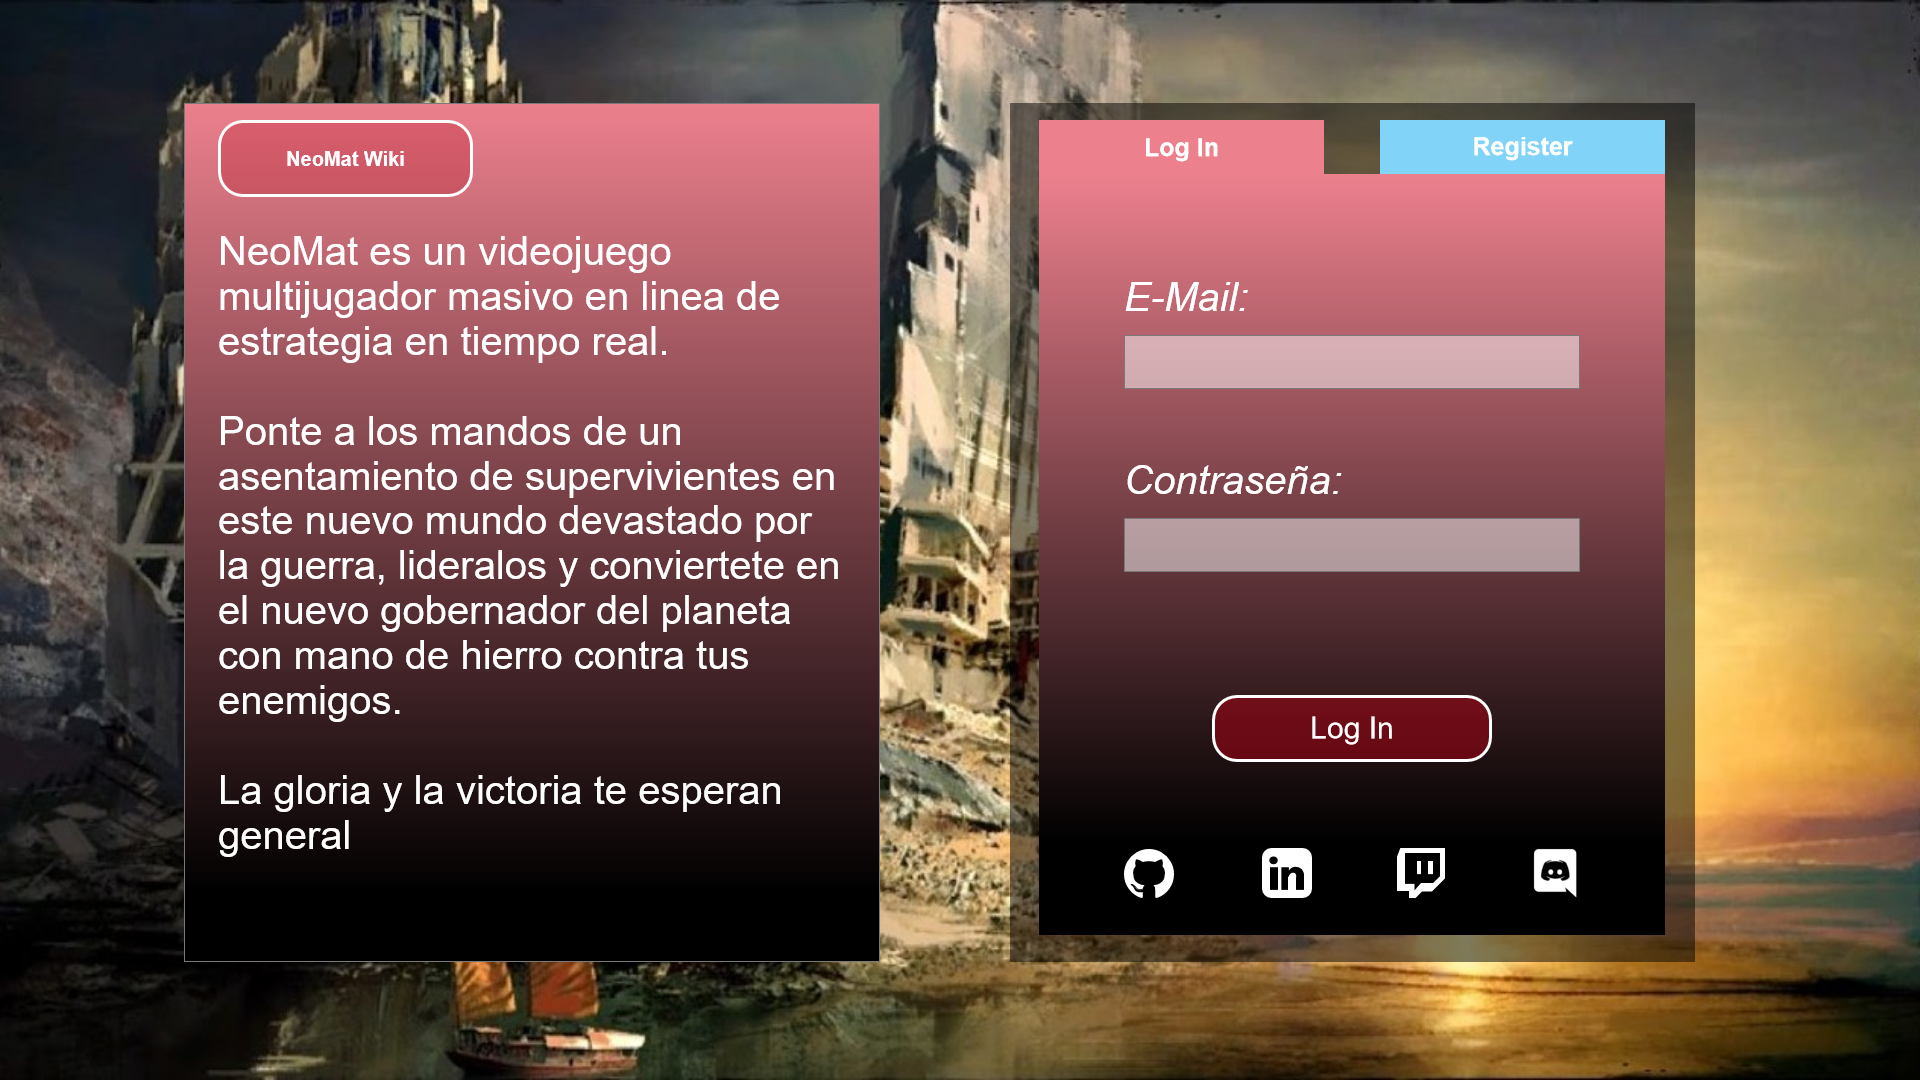 NeoMat Wiki
NeoMat es un videojuego
multijugador masivo en linea de
estrategia en tiempo real.
Ponte a los mandos de un
asentamiento de supervivientes en
este nuevo mundo devastado por
la guerra, lideralos y conviertete en
el nuevo gobernador del planeta
con mano de hierro contra tus
enemigos.
La gloria y la victoria te esperan
general
Log In
Register
E-Mail:
Contraseña:
Log In
in